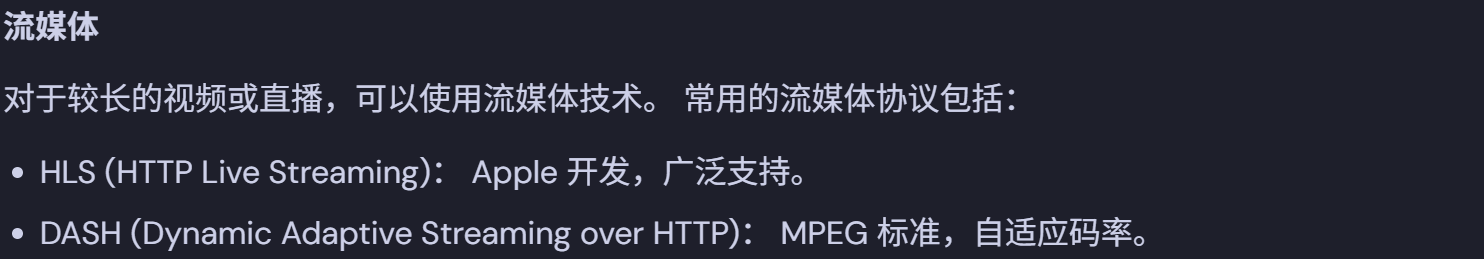 流媒体
对于较长的视频或直播，可以使用流媒体技术。 常用的流媒体协议包括：
• HLS (HTTP Live Streaming)： Apple 开发，广泛支持。
• DASH (Dynamic Adaptive Streaming over HTTP)： MPEG 标准，自适应码率。